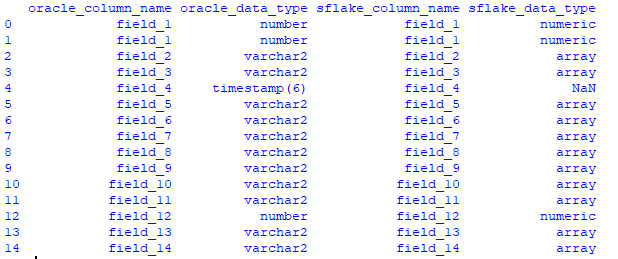 oracle_column_name oracle_data_type sflake_column_name sflake_data_type
0 field_1 number field_1 numeric
1 field_1 number field_1 numeric
2 field_2 varchar2 field_2 array
3 field_3 varchar2 field_3 array
4 field_4 timestamp(6) field_4 NaN
5 field_5 varchar2 field_5 array
6 field_6 varchar2 field_6 array
7 field_7 varchar2 field_7 array
8 field_8 varchar2 field_8 array
9 field_9 varchar2 field_9 array
10 field_10 varchar2 field_10 array
11 field_11 varchar2 field_11 array
12 field_12 number field_12 numeric
13 field_13 varchar2 field_13 array
14 field_14 varchar2 field_14 array